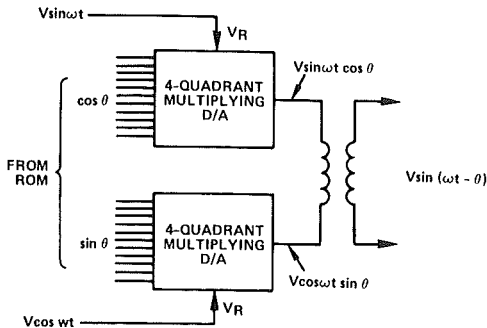 Vsinωt
VR
Vsinωt cos θ
cos θ
4-QUADRANT
MULTIPLYING
D/A
FROM
ROM
Vsin (ωt - θ)
sin θ
4-QUADRANT
MULTIPLYING
D/A
Vcosωt sin θ
VR
Vcos wt